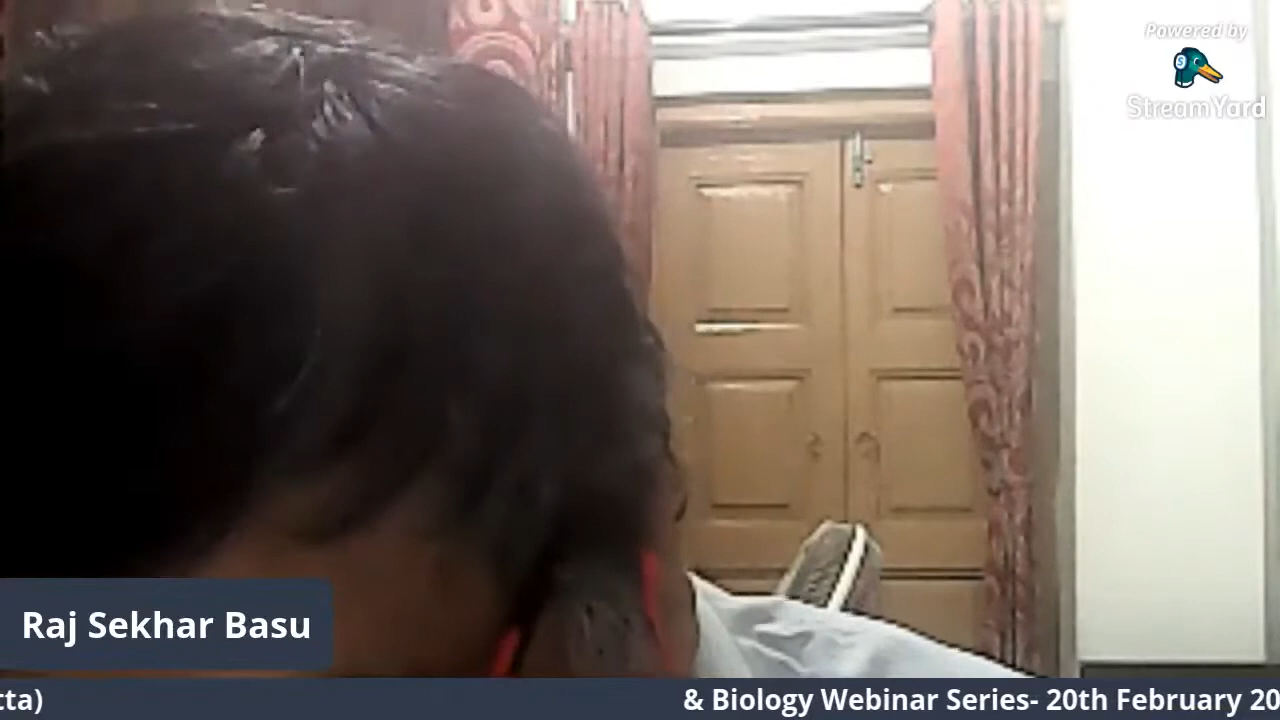 Powered by
StreamYard
Raj Sekhar Basu
tta) & Biology Webinar Series- 20th February 20